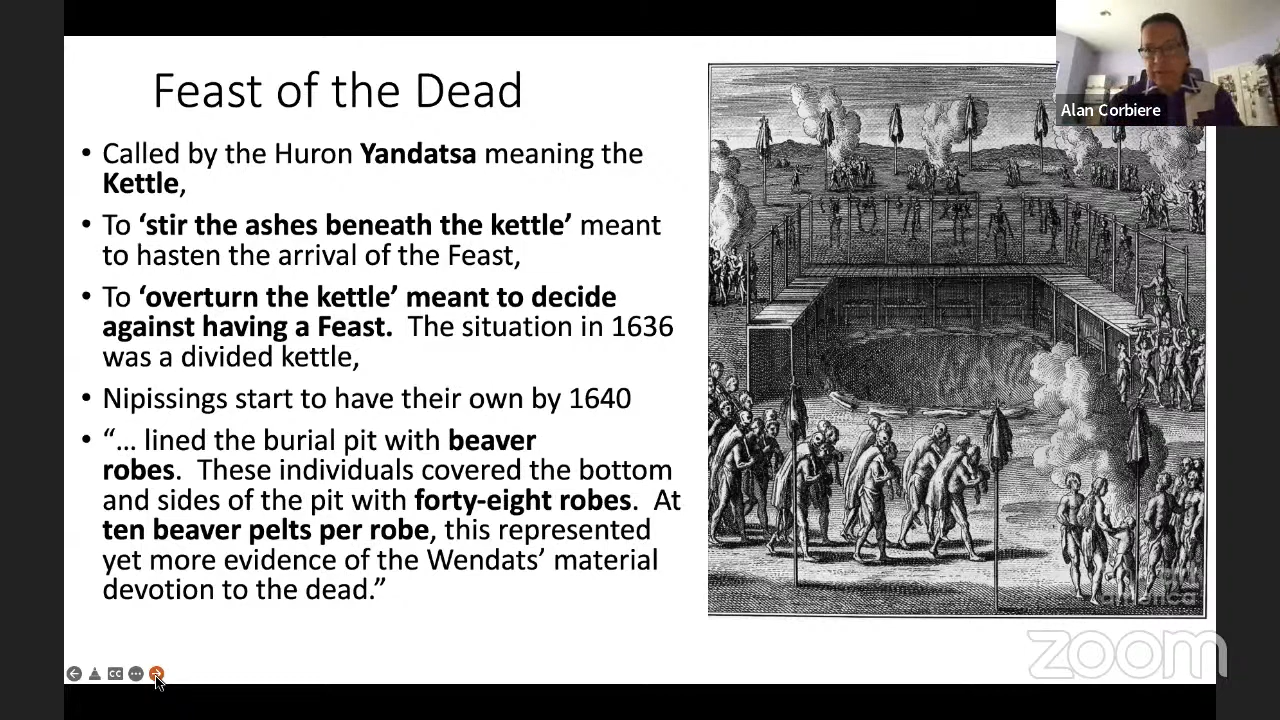 Feast of the Dead
Alan Corbiere
• Called by the Huron Yandatsa meaning the
Kettle,
• To ‘stir the ashes beneath the kettle’ meant
to hasten the arrival of the Feast,
• To ‘overturn the kettle’ meant to decide
against having a Feast.  The situation in 1636
was a divided kettle,
• Nipissings start to have their own by 1640
• “… lined the burial pit with beaver
robes.  These individuals covered the bottom
and sides of the pit with forty-eight robes.  At
ten beaver pelts per robe, this represented
yet more evidence of the Wendats’ material
devotion to the dead.”
zoom
CC